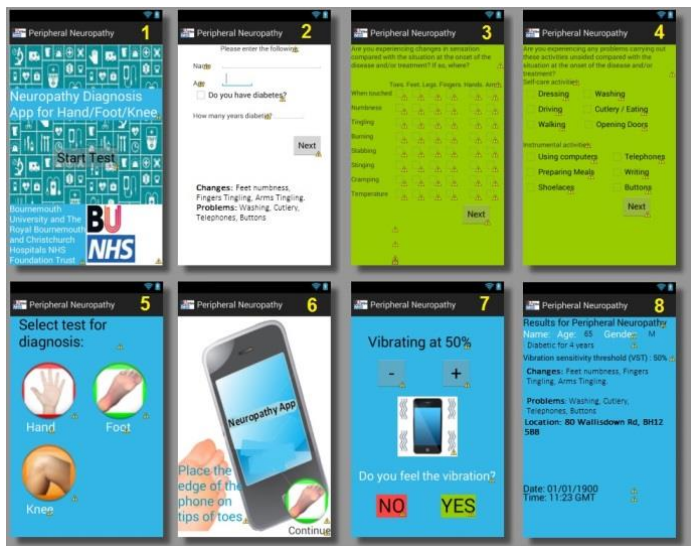 Peripheral Neuropathy 1
Neuropathy Diagnosis
App for Hand/Foot/Knee
Start Test
Bournemouth
University and The
Royal Bournemouth
and Christchurch
Hospitals NHS
Foundation Trust
BU
NHS
Peripheral Neuropathy 2
Please enter the following
Name
Age
Do you have diabetes?
How many years diabetic?
Next
Changes: Feet numbness,
Fingers Tingling, Arms Tingling.
Problems: Washing, Cutlery,
Telephones, Buttons
Peripheral Neuropathy 3
Are you experiencing changes in sensation
compared with the situation at the onset of the
disease and/or treatment? If so, where?
Toes Feet Legs Fingers Hands Arms
When touched
Numbness
Tingling
Burning
Stabbing
Stinging
Cramping
Temperature
Next
Peripheral Neuropathy 4
Are you experiencing any problems carrying out
these activities unaided compared with the
situation at the onset of the disease and/or
treatment?
Self-care activities:
Dressing Washing
Driving Cutlery / Eating
Walking Opening Doors
Instrumental activities:
Using computers Telephones
Preparing Meals Writing
Shoelaces Buttons
Next
Peripheral Neuropathy 5
Select test for
diagnosis:
Hand Foot
Knee
Peripheral Neuropathy 6
Neuropathy App
Place the
edge of the
phone on
tips of toes
Continue
Peripheral Neuropathy 7
Vibrating at 50%
- +
Do you feel the vibration?
NO YES
Peripheral Neuropathy 8
Results for Peripheral Neuropathy
Name: Age: 65 Gender: M
Diabetic for 4 years
Vibration sensitivity threshold (VST) : 50%
Changes: Feet numbness, Fingers
Tingling, Arms Tingling.
Problems: Washing, Cutlery,
Telephones, Buttons
Location: 80 Wallisdown Rd, BH12
5BB
Date: 01/01/1900
Time: 11:23 GMT